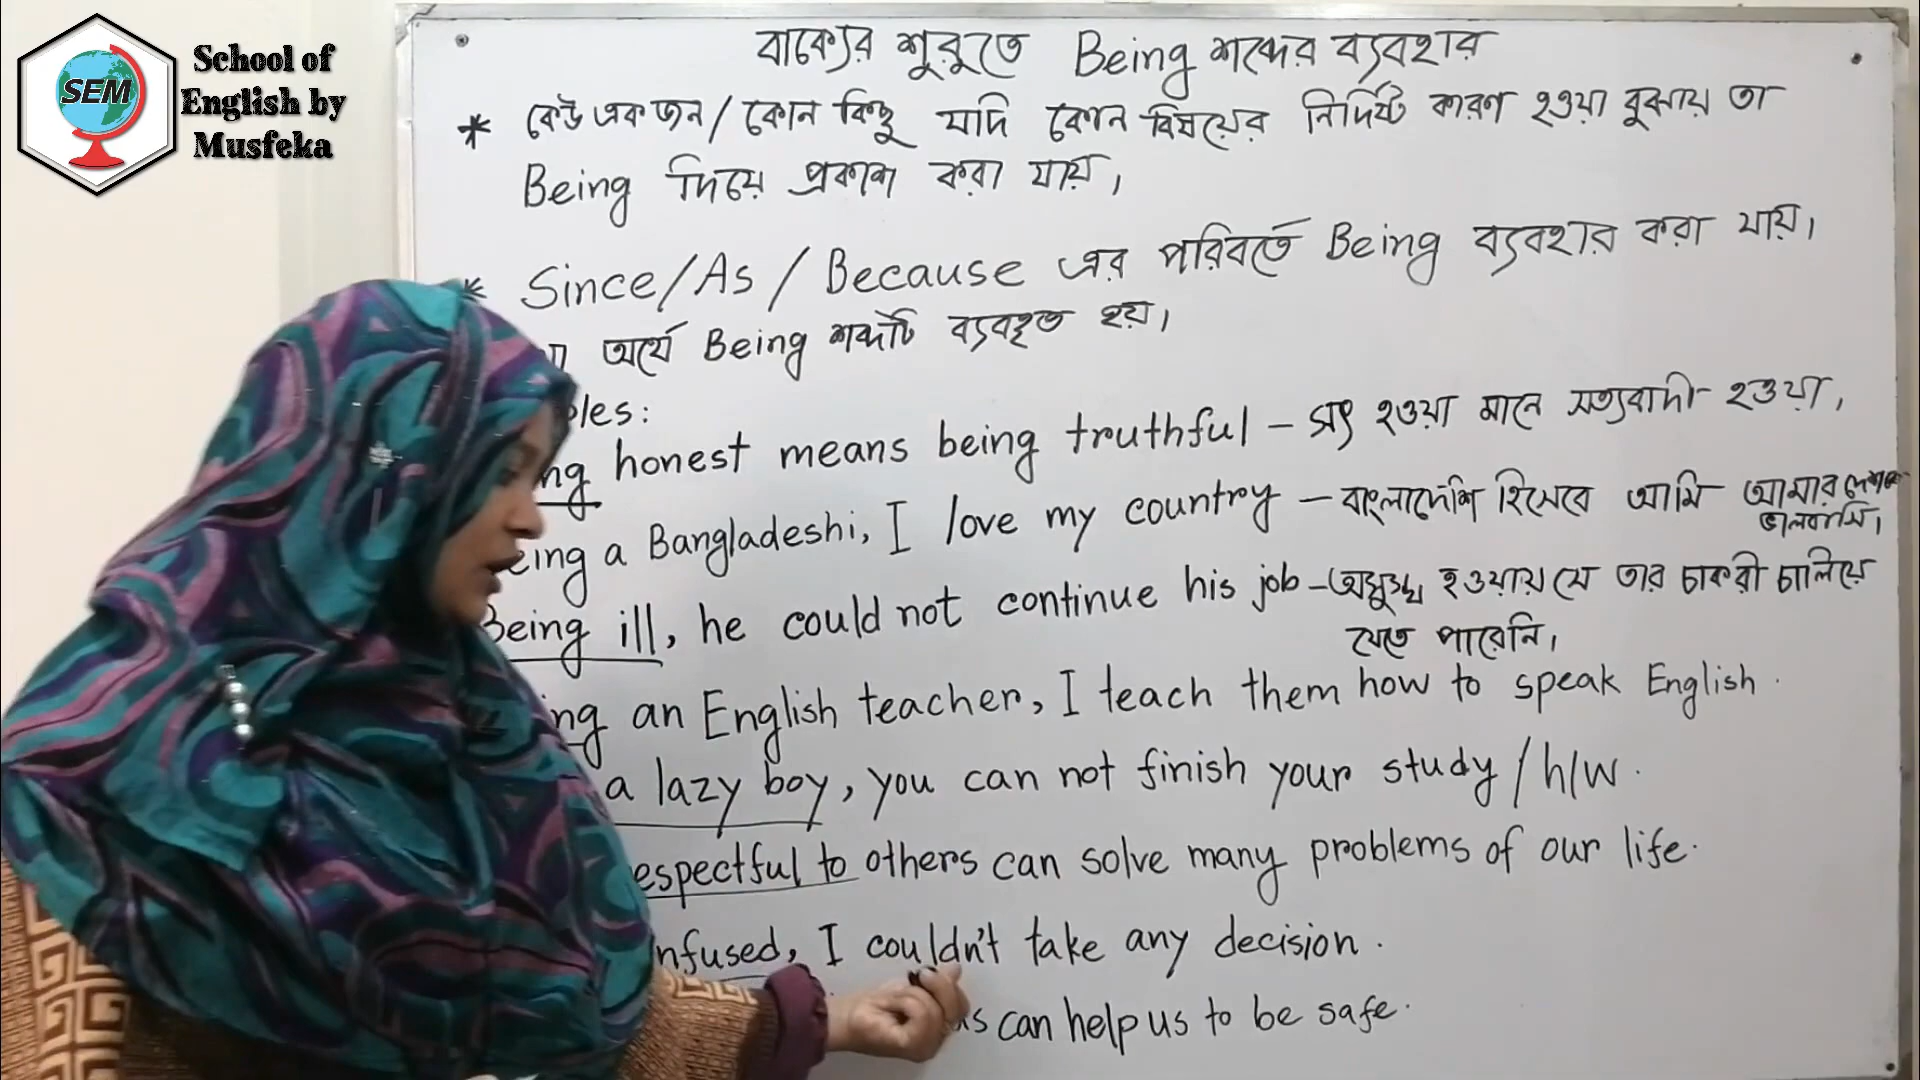 School of
English by
Musfeka
SEM
বাক্যের শুরুতে Being শব্দের ব্যবহার
* কেউ একজন / কোন কিছু যদি কোন বিষয়ের নির্দিষ্ট কারণ হওয়া বুঝায় তা
Being দিয়ে প্রকাশ করা যায়।
* Since / As / Because এর পরিবর্তে Being ব্যবহার করা যায়।
অর্থে Being শব্দটি ব্যবহৃত হয়।
ples:
ng honest means being truthful – সৎ হওয়া মানে সত্যবাদী হওয়া,
eing a Bangladeshi, I love my country – বাংলাদেশি হিসেবে আমি আমার দেশকে
ভালবাসি।
Being ill, he could not continue his job – অসুস্থ হওয়ায় সে তার চাকরী চালিয়ে
যেতে পারেনি।
ng an English teacher, I teach them how to speak English.
a lazy boy, you can not finish your study / h/w.
espectful to others can solve many problems of our life.
nfused, I couldn't take any decision.
us can help us to be safe.